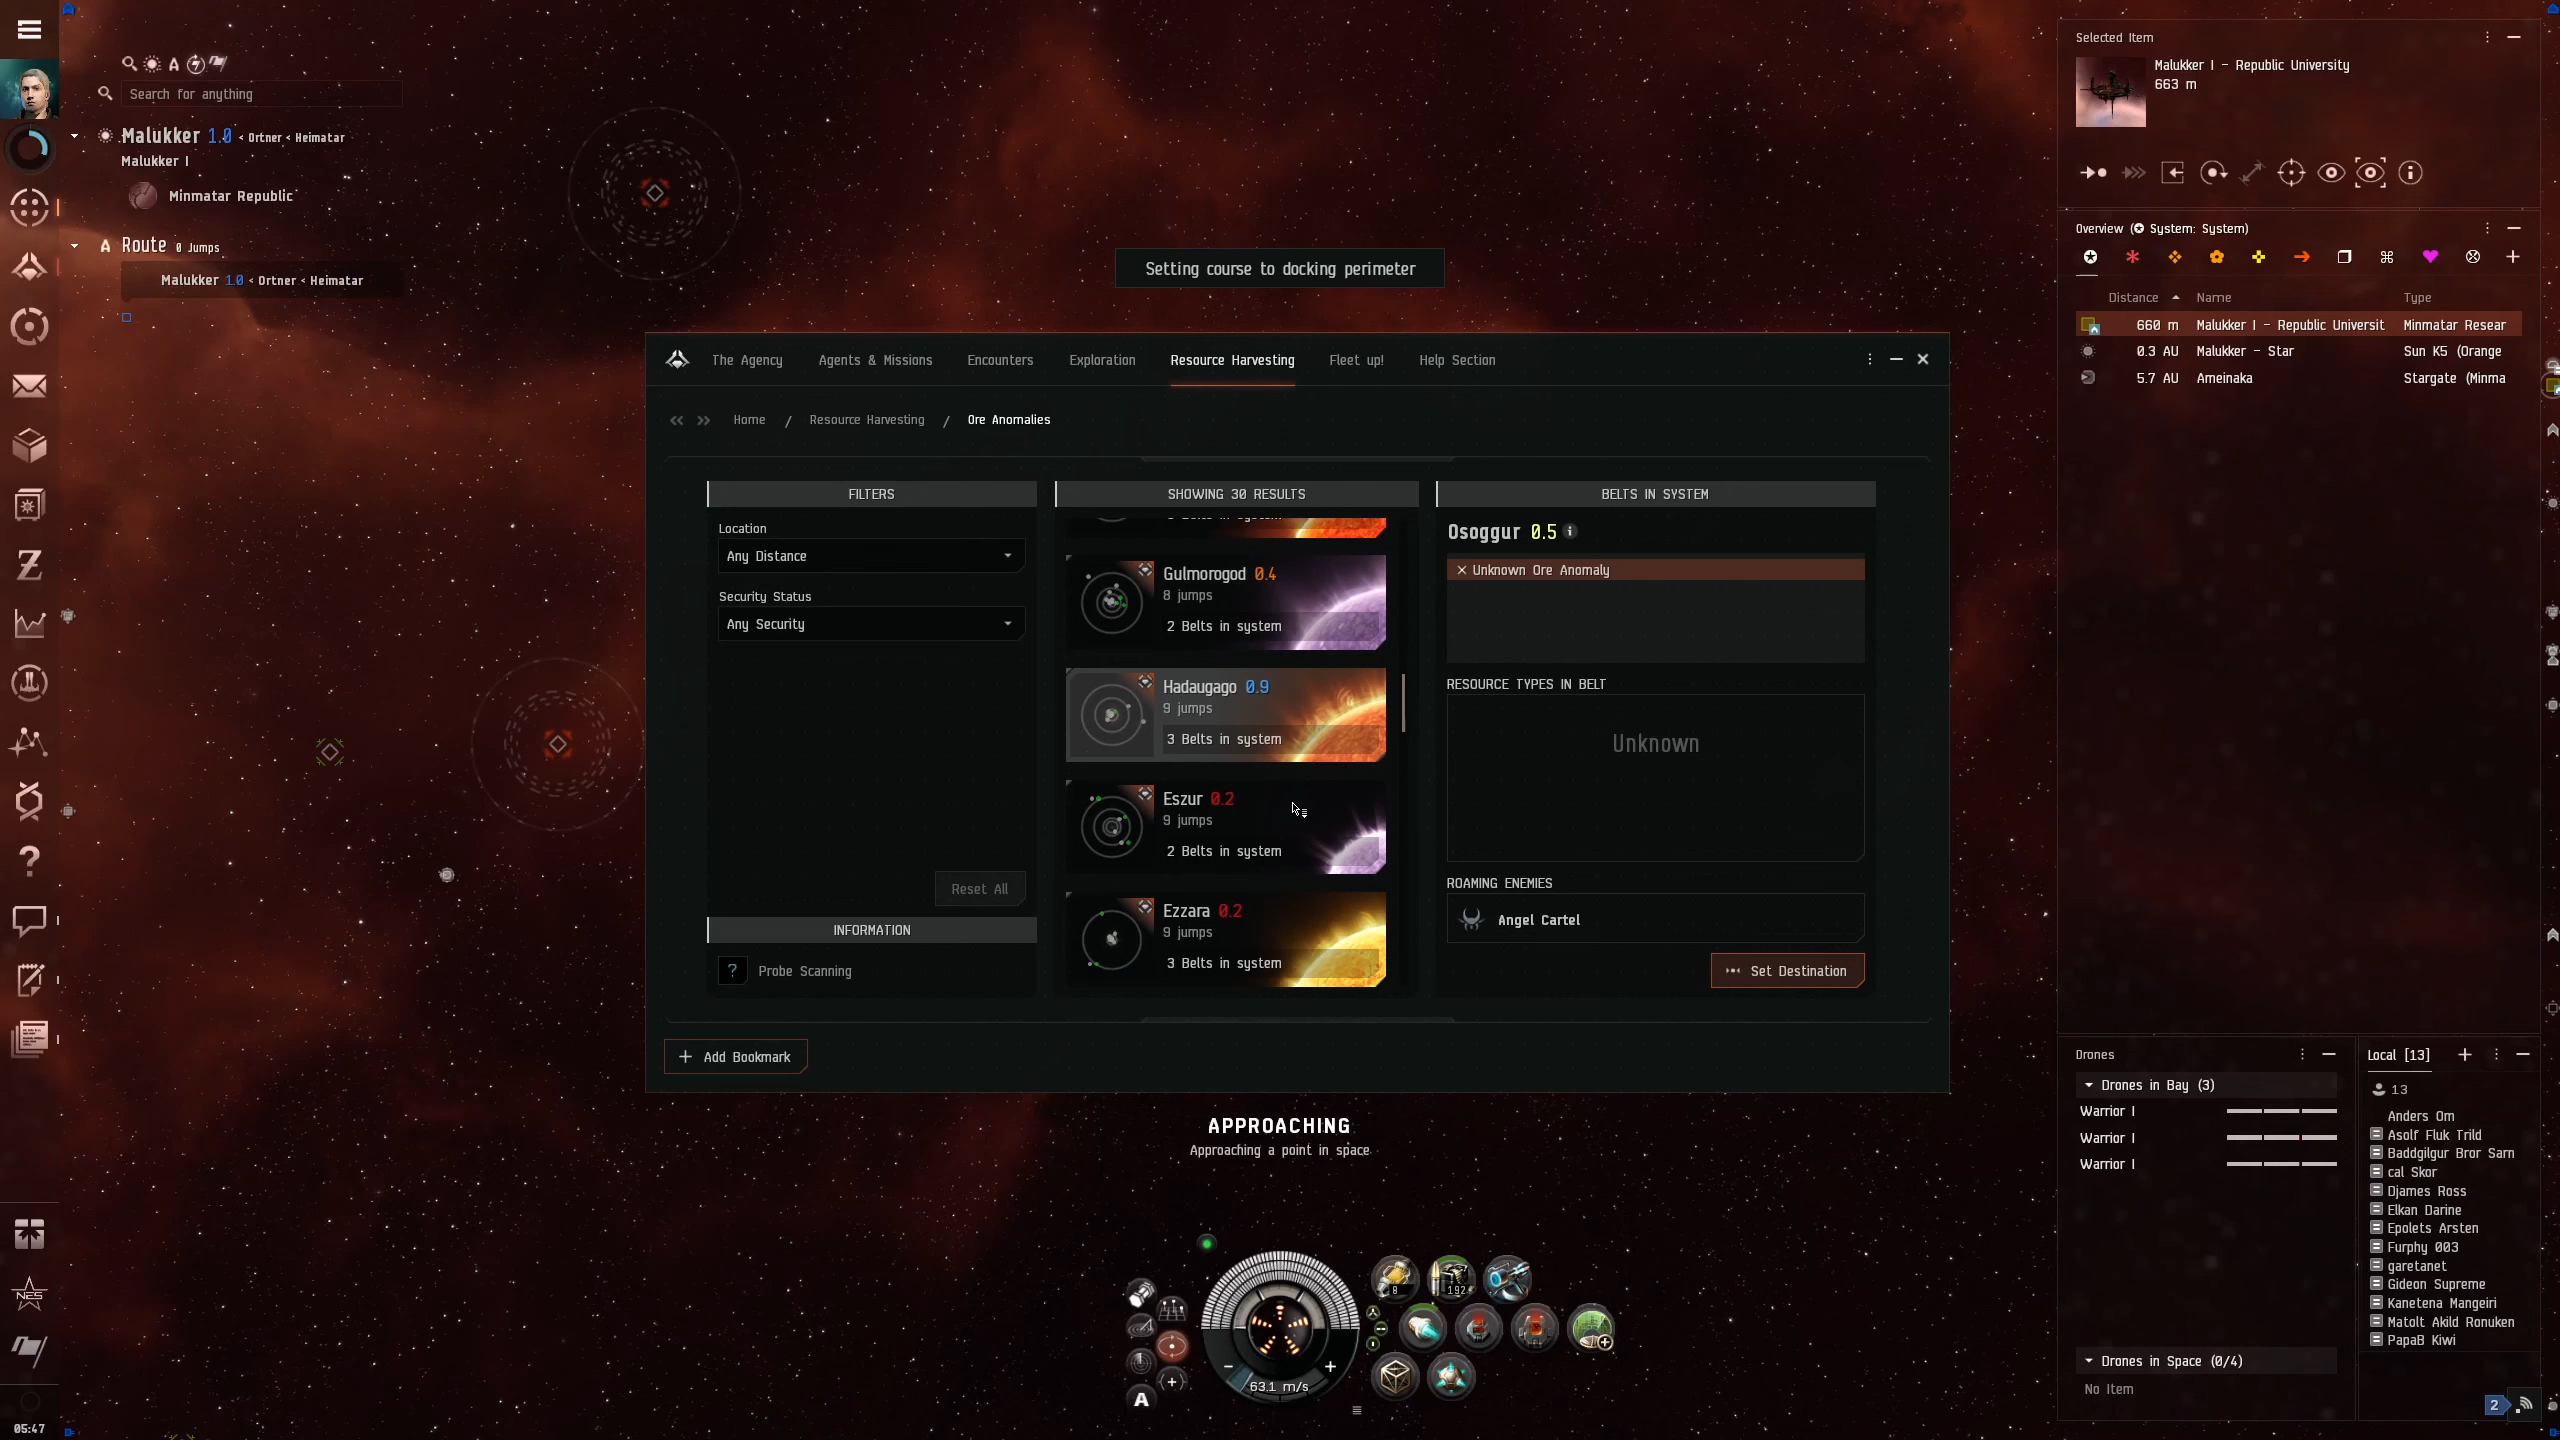 Search for anything
Malukker 1.0 < Ortner < Heimatar
Malukker I
Minmatar Republic
Route 0 Jumps
Malukker 1.0 < Ortner < Heimatar
NES
05:47
Setting course to docking perimeter
The Agency
Agents & Missions
Encounters
Exploration
Resource Harvesting
Fleet up!
Help Section
Home / Resource Harvesting / Ore Anomalies
FILTERS
Location
Any Distance
Security Status
Any Security
Reset All
INFORMATION
? Probe Scanning
SHOWING 30 RESULTS
Gulmorogod 0.4
8 jumps
2 Belts in system
Hadaugago 0.9
9 jumps
3 Belts in system
Eszur 0.2
9 jumps
2 Belts in system
Ezzara 0.2
9 jumps
3 Belts in system
BELTS IN SYSTEM
Osoggur 0.5
Unknown Ore Anomaly
RESOURCE TYPES IN BELT
Unknown
ROAMING ENEMIES
Angel Cartel
Set Destination
+ Add Bookmark
APPROACHING
Approaching a point in space
8
192
63.1 m/s
A
Selected Item
Malukker I - Republic University
663 m
Overview (✪ System: System)
Distance Name Type
660 m Malukker I - Republic Universit Minmatar Resear
0.3 AU Malukker - Star Sun K5 (Orange
5.7 AU Ameinaka Stargate (Minma
Drones
Drones in Bay (3)
Warrior I
Warrior I
Warrior I
Drones in Space (0/4)
No Item
Local [13]
13
Anders Om
Asolf Fluk Trild
Baddgilgur Bror Sarn
cal Skor
Djames Ross
Elkan Darine
Epolets Arsten
Furphy 003
garetanet
Gideon Supreme
Kanetena Mangeiri
Matolt Akild Ronuken
PapaB Kiwi
2